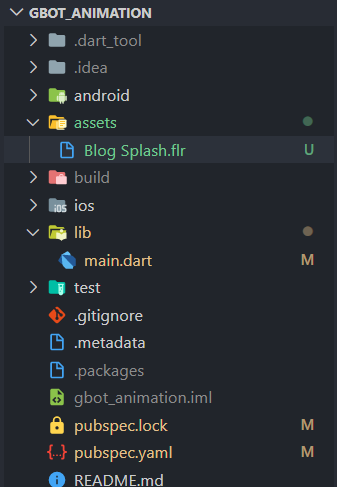 GBOT_ANIMATION
.dart_tool
.idea
android
assets
Blog Splash.flr U
build
iOS ios
lib
main.dart M
test
.gitignore
.metadata
.packages
gbot_animation.iml
pubspec.lock M
{..} pubspec.yaml M
README.md